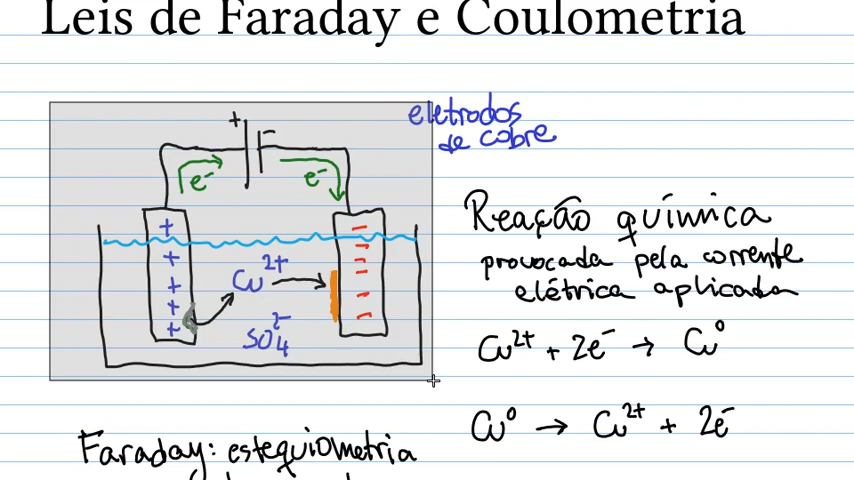 Leis de Faraday e Coulometria
eletrodos
de cobre
+ -
e⁻ e⁻
+
+
+
+
+
Cu²⁺
SO₄²⁻
Reação química
provocada pela corrente
elétrica aplicada
Cu²⁺ + 2e⁻ → Cu⁰
Cu⁰ → Cu²⁺ + 2e⁻
Faraday: estequiometria